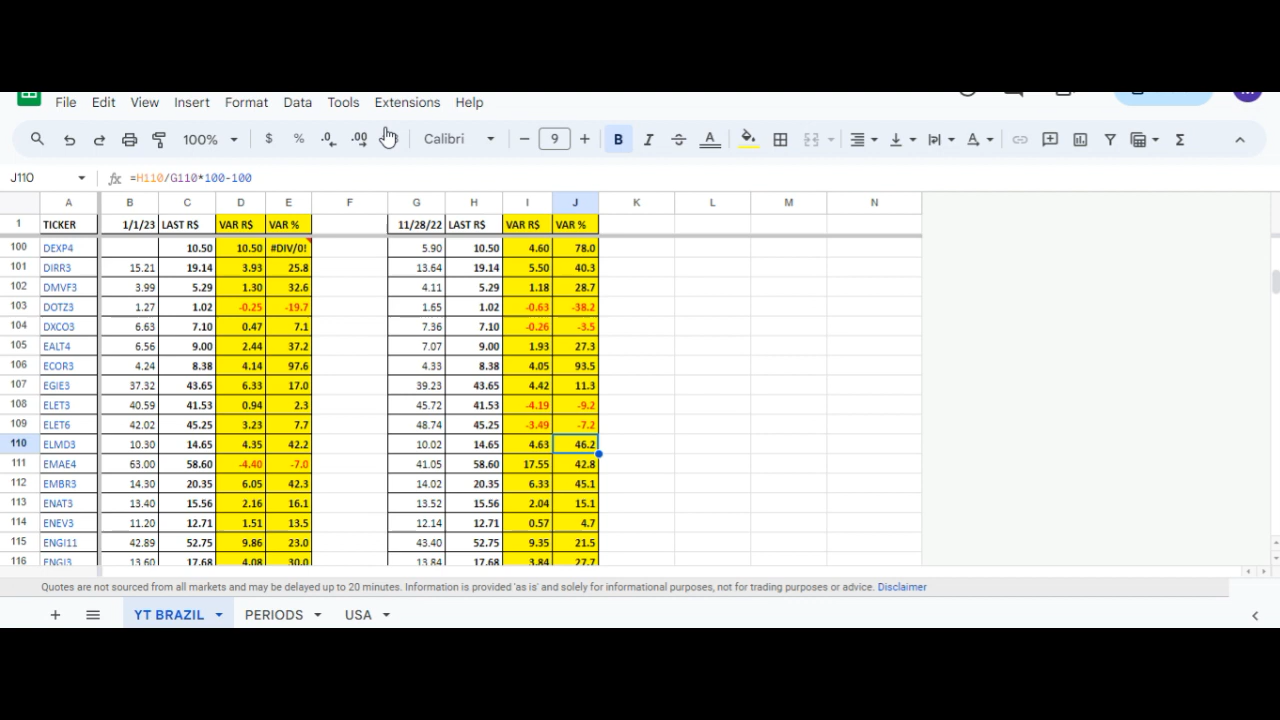 File Edit View Insert Format Data Tools Extensions Help
100% $ % .0 .00 Calibri 9 B I S A A Σ
J110 fx =H110/G110*100-100
A B C D E F G H I J K L M N
1 TICKER 1/1/23 LAST R$ VAR R$ VAR % 11/28/22 LAST R$ VAR R$ VAR %
100 DEXP4 10.50 10.50 #DIV/0! 5.90 10.50 4.60 78.0
101 DIRR3 15.21 19.14 3.93 25.8 13.64 19.14 5.50 40.3
102 DMVF3 3.99 5.29 1.30 32.6 4.11 5.29 1.18 28.7
103 DOTZ3 1.27 1.02 -0.25 -19.7 1.65 1.02 -0.63 -38.2
104 DXCO3 6.63 7.10 0.47 7.1 7.36 7.10 -0.26 -3.5
105 EALT4 6.56 9.00 2.44 37.2 7.07 9.00 1.93 27.3
106 ECOR3 4.24 8.38 4.14 97.6 4.33 8.38 4.05 93.5
107 EGIE3 37.32 43.65 6.33 17.0 39.23 43.65 4.42 11.3
108 ELET3 40.59 41.53 0.94 2.3 45.72 41.53 -4.19 -9.2
109 ELET6 42.02 45.25 3.23 7.7 48.74 45.25 -3.49 -7.2
110 ELMD3 10.30 14.65 4.35 42.2 10.02 14.65 4.63 46.2
111 EMAE4 63.00 58.60 -4.40 -7.0 41.05 58.60 17.55 42.8
112 EMBR3 14.30 20.35 6.05 42.3 14.02 20.35 6.33 45.1
113 ENAT3 13.40 15.56 2.16 16.1 13.52 15.56 2.04 15.1
114 ENEV3 11.20 12.71 1.51 13.5 12.14 12.71 0.57 4.7
115 ENGI11 42.89 52.75 9.86 23.0 43.40 52.75 9.35 21.5
116 ENGI3 13.60 17.68 4.08 30.0 13.84 17.68 3.84 27.7
Quotes are not sourced from all markets and may be delayed up to 20 minutes. Information is provided 'as is' and solely for informational purposes, not for trading purposes or advice. Disclaimer
YT BRAZIL PERIODS USA